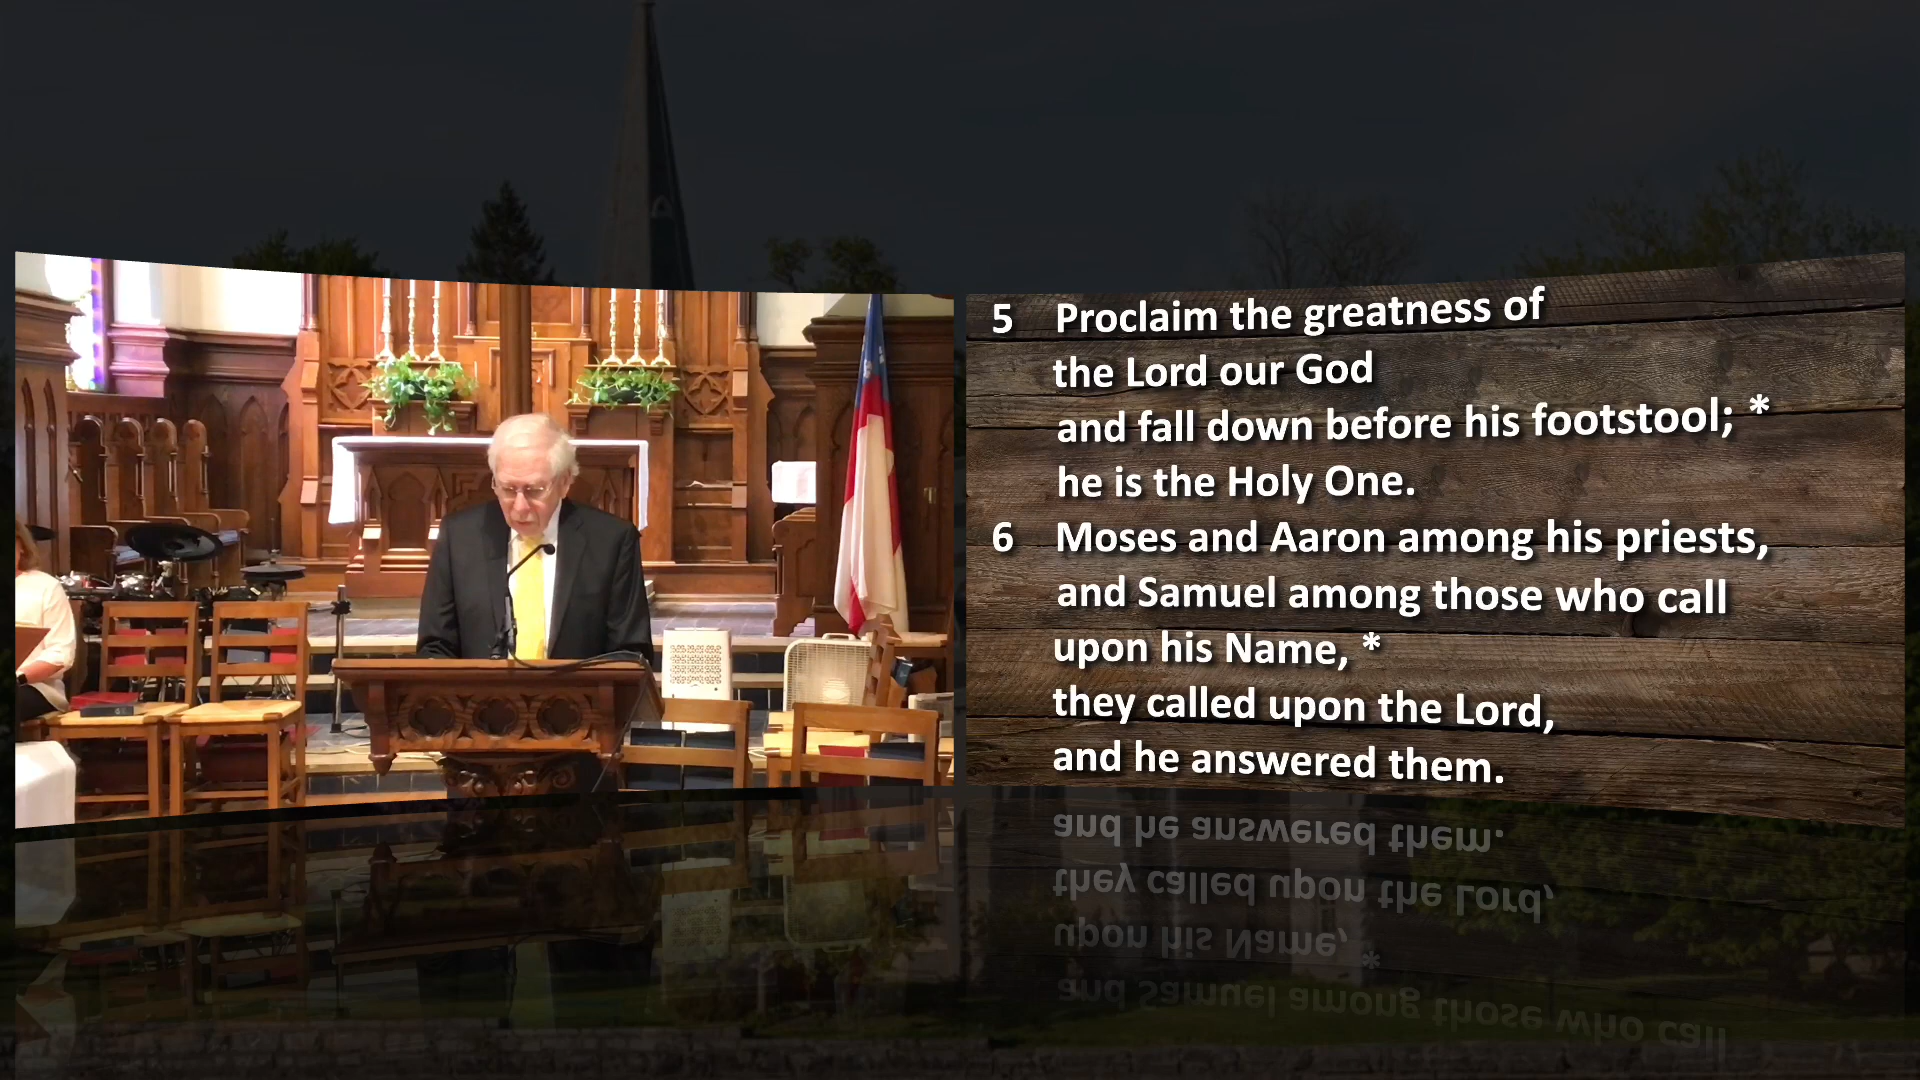 5 Proclaim the greatness of
the Lord our God
and fall down before his footstool; *
he is the Holy One.
6 Moses and Aaron among his priests,
and Samuel among those who call
upon his Name, *
they called upon the Lord,
and he answered them.